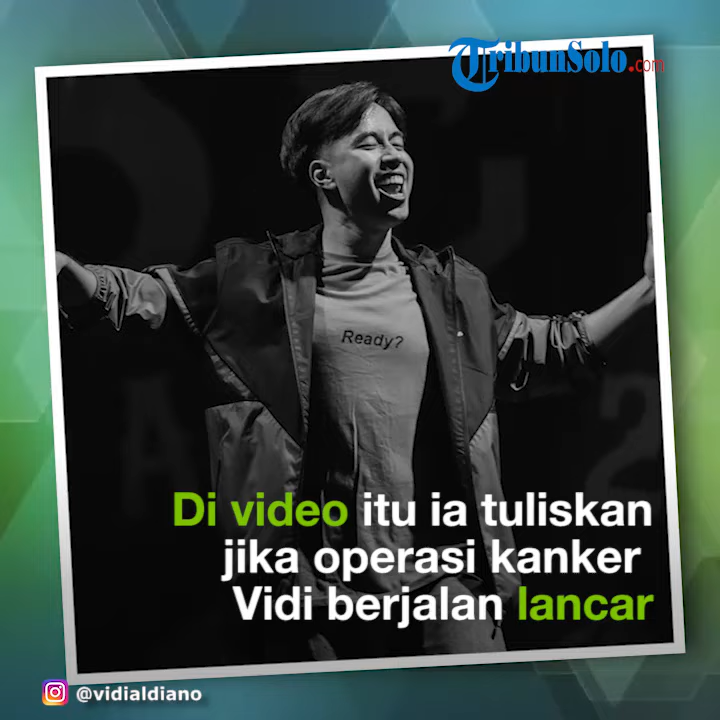 TribunSolo.com
Ready?
Di video itu ia tuliskan
jika operasi kanker
Vidi berjalan lancar
@vidialdiano